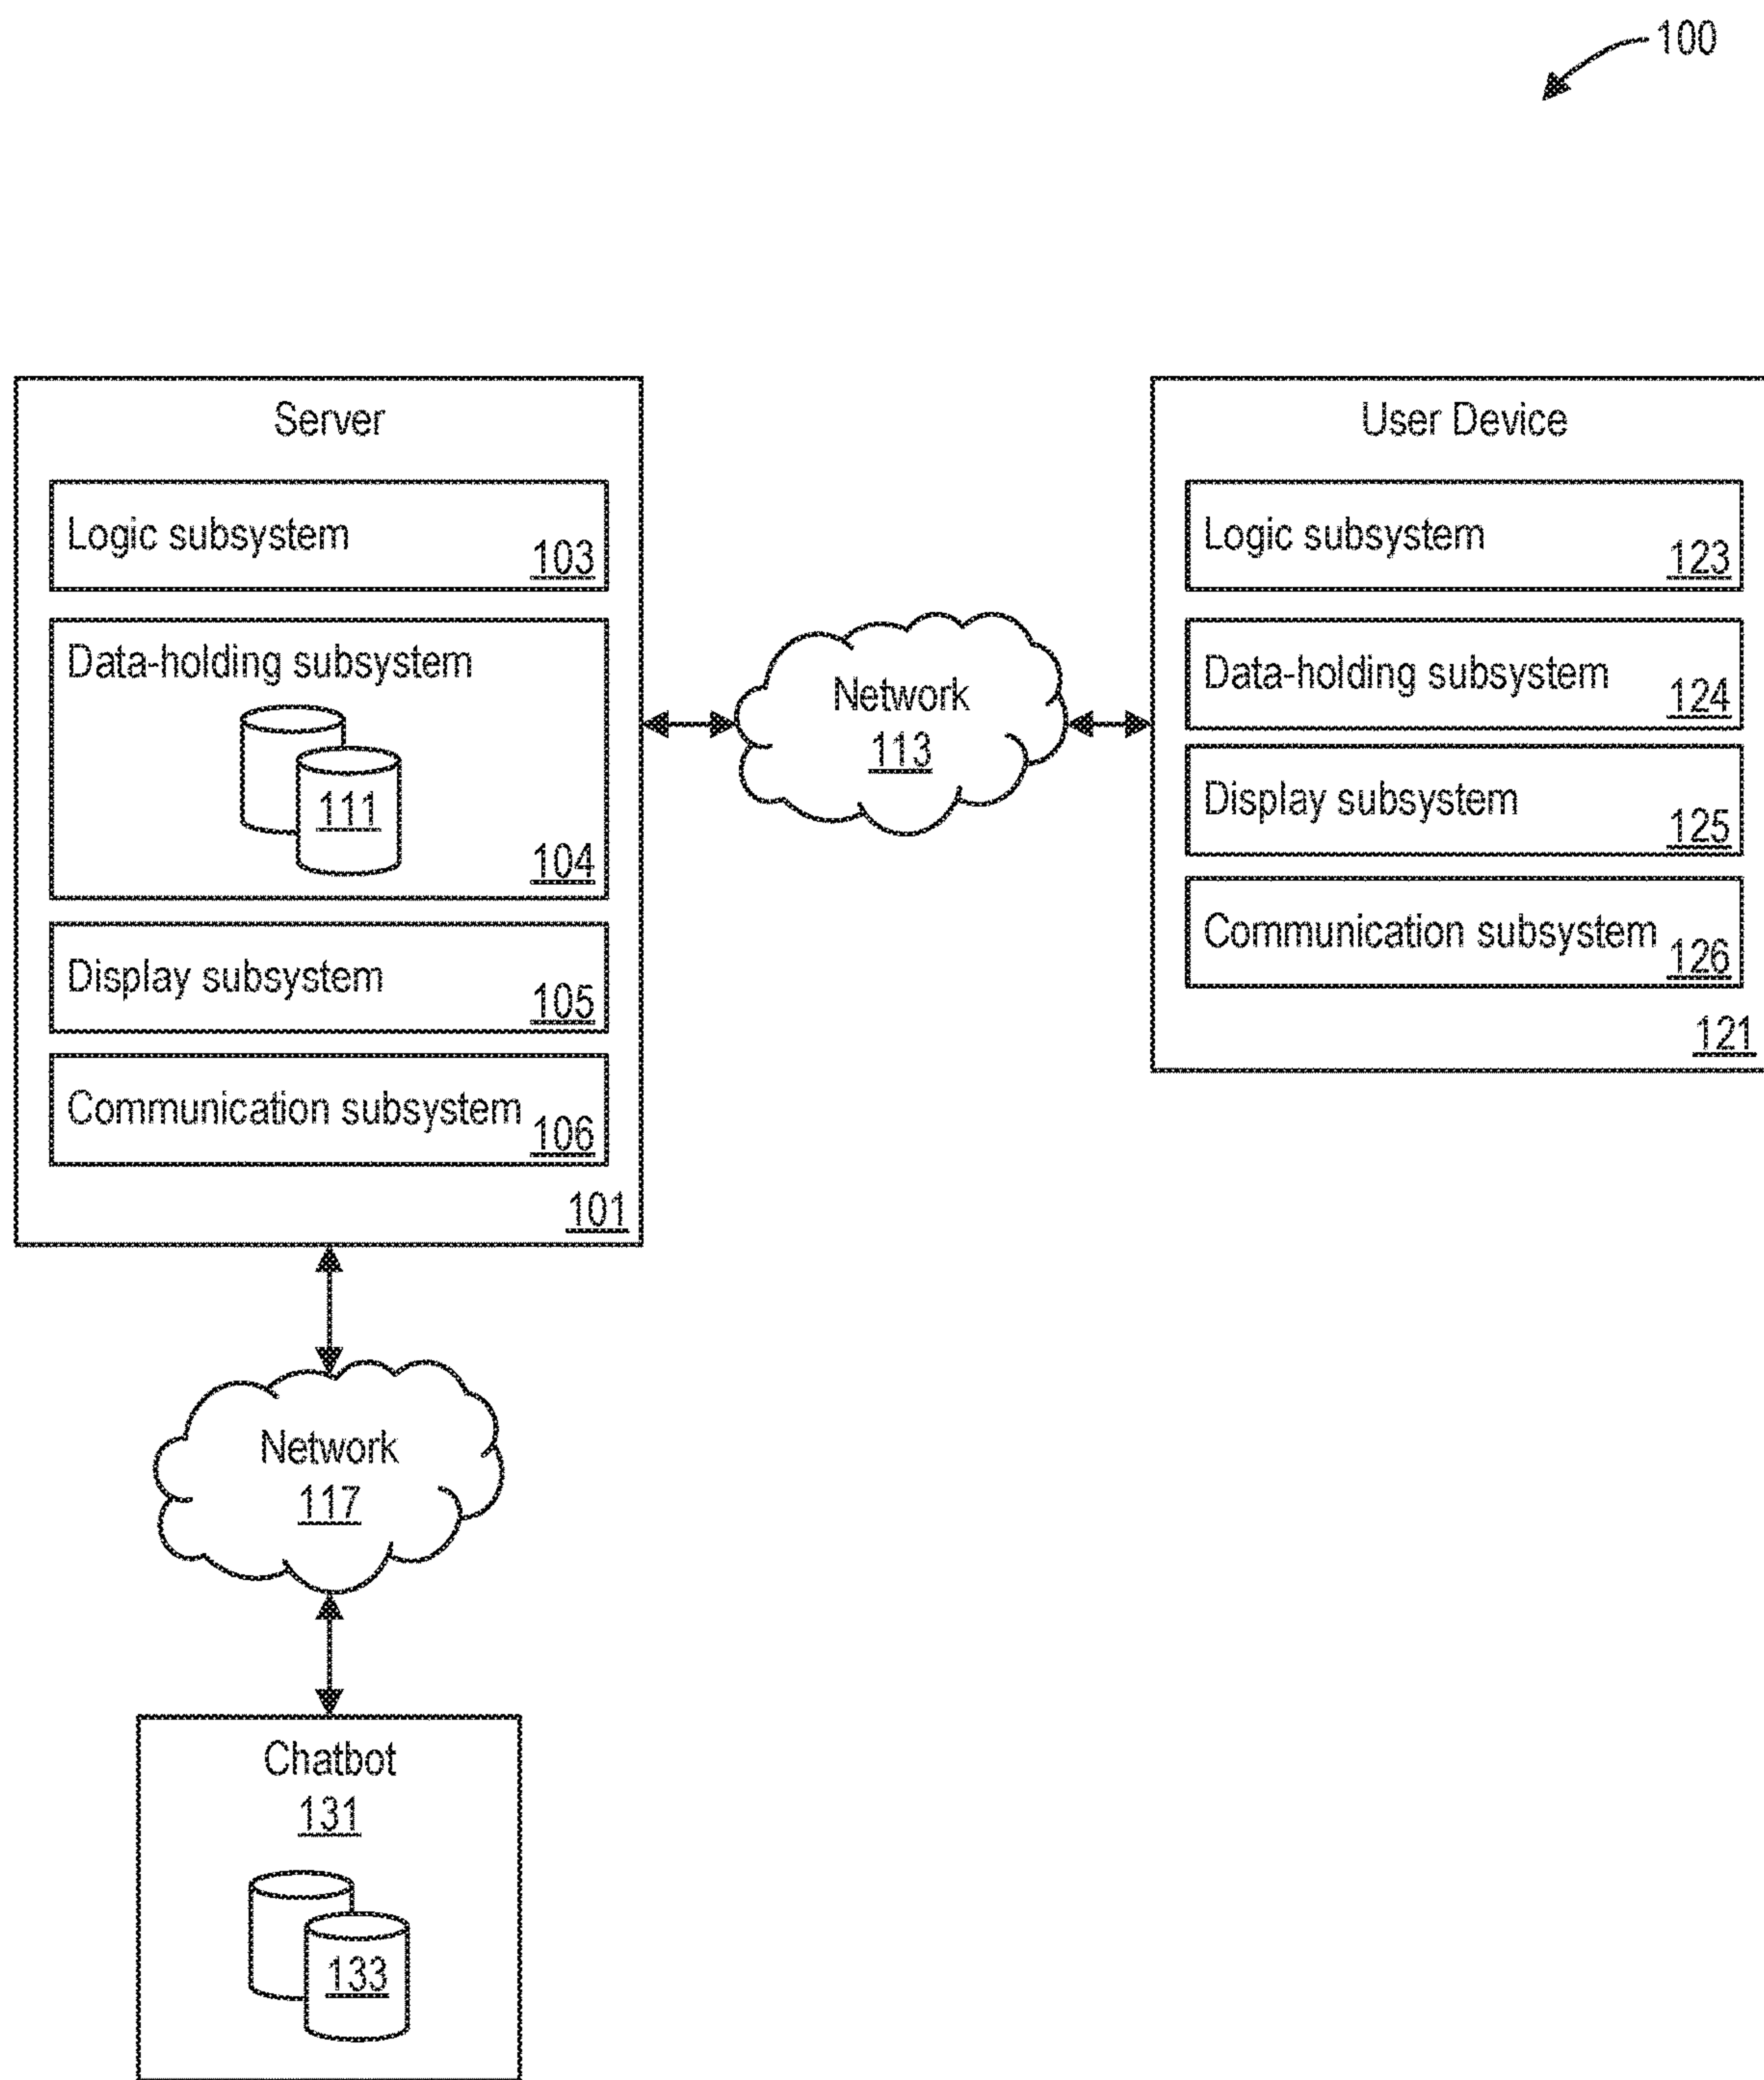 100
Server
Logic subsystem
103
Data-holding subsystem
111
104
Display subsystem
105
Communication subsystem
106
101
Network
113
User Device
Logic subsystem
123
Data-holding subsystem
124
Display subsystem
125
Communication subsystem
126
121
Network
117
Chatbot
131
133